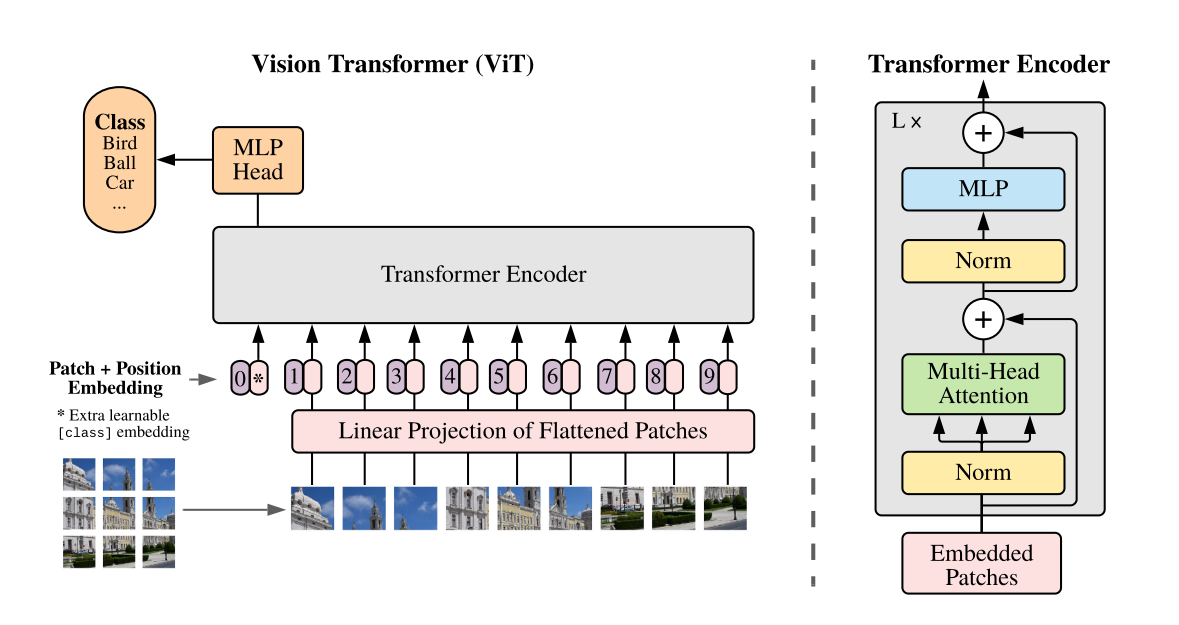 Vision Transformer (ViT)
Class
Bird
Ball
Car
...
MLP
Head
Transformer Encoder
0 * 1 2 3 4 5 6 7 8 9
Patch + Position
Embedding
* Extra learnable
[class] embedding
Linear Projection of Flattened Patches
Transformer Encoder
L ×
+
MLP
Norm
+
Multi-Head
Attention
Norm
Embedded
Patches